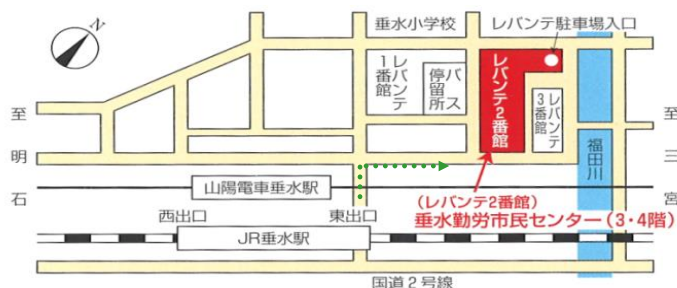 N
垂水小学校
レバンテ駐車場入口
レバンテ
1番館
バス
停留所
レバンテ2番館
レバンテ
3番館
至明石
至三宮
福田川
山陽電車垂水駅
(レバンテ2番館)
垂水勤労市民センター(3・4階)
西出口
東出口
JR垂水駅
国道2号線